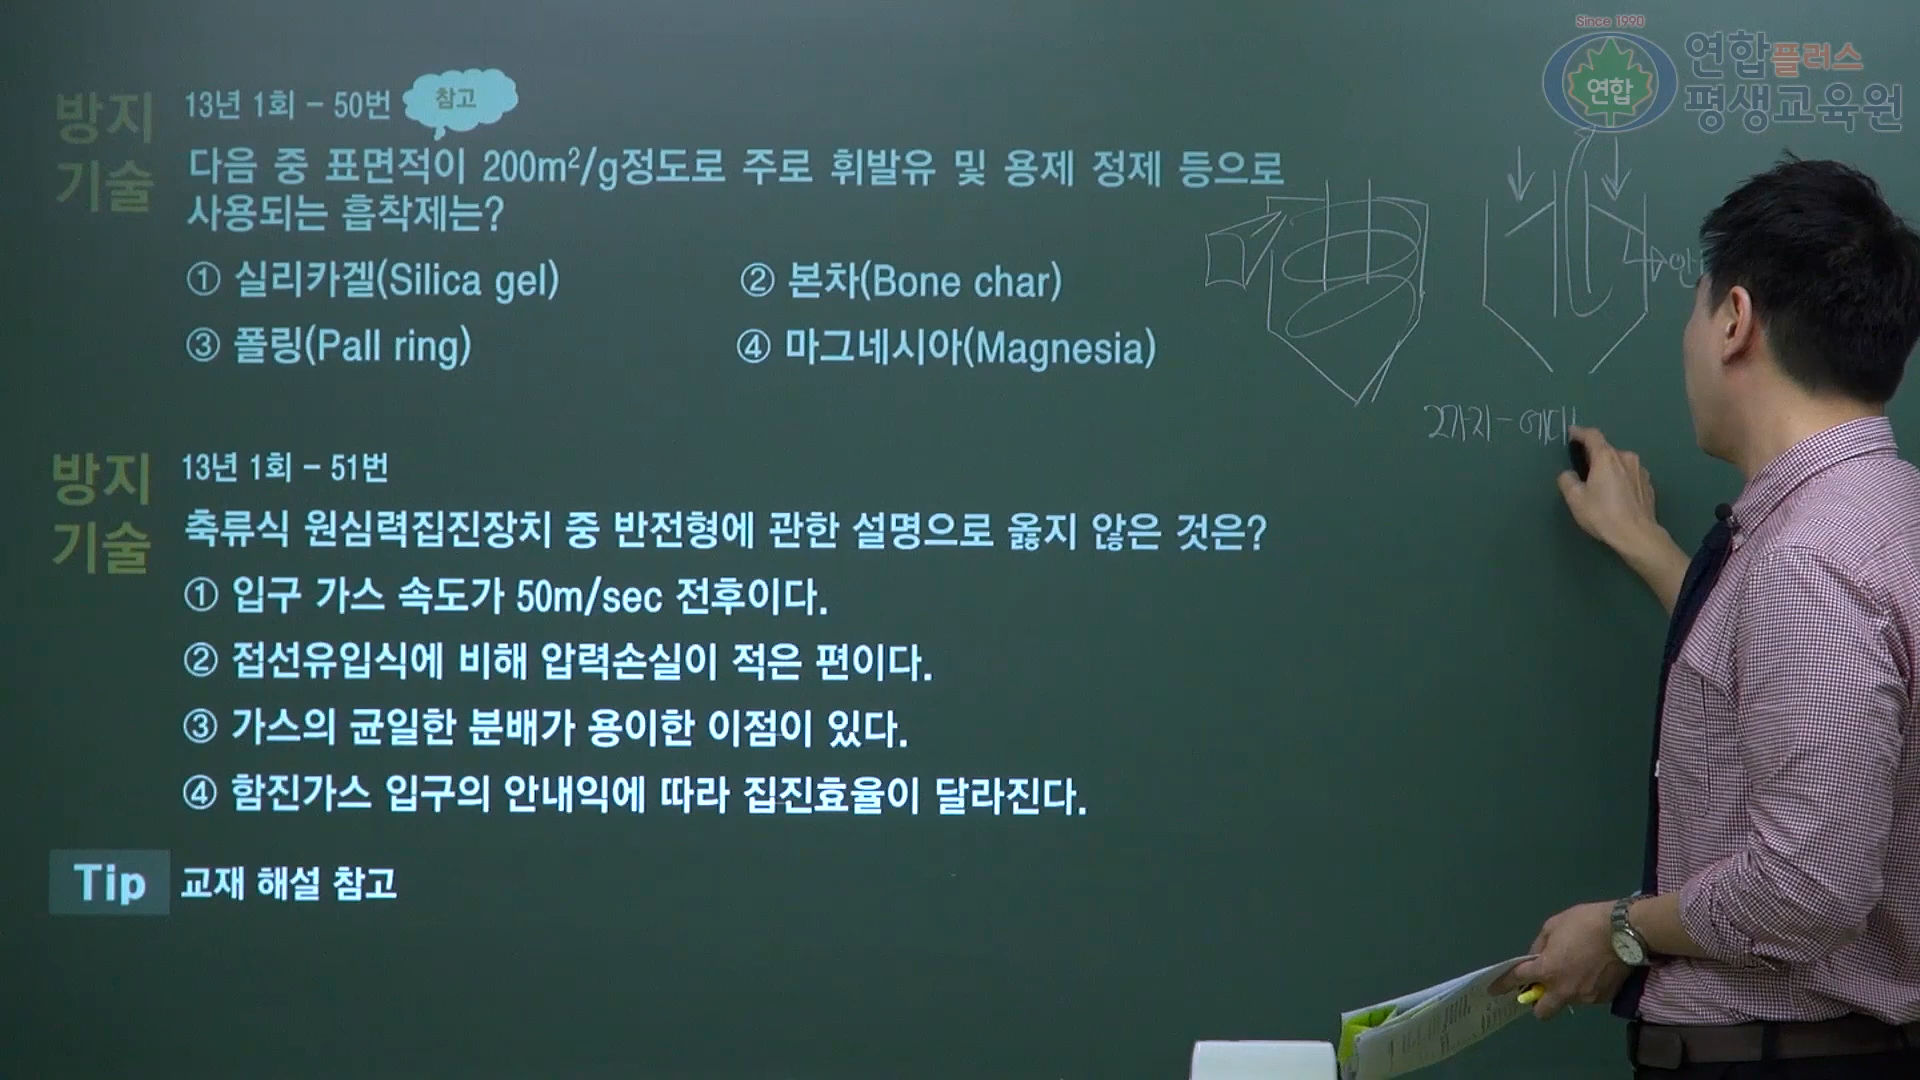 Since 1990
연합
연합플러스
평생교육원
방지
기술
13년 1회 - 50번
참고
다음 중 표면적이 200m²/g정도로 주로 휘발유 및 용제 정제 등으로
사용되는 흡착제는?
① 실리카겔(Silica gel)
② 본차(Bone char)
③ 폴링(Pall ring)
④ 마그네시아(Magnesia)
방지
기술
13년 1회 - 51번
축류식 원심력집진장치 중 반전형에 관한 설명으로 옳지 않은 것은?
① 입구 가스 속도가 50m/sec 전후이다.
② 접선유입식에 비해 압력손실이 적은 편이다.
③ 가스의 균일한 분배가 용이한 이점이 있다.
④ 함진가스 입구의 안내익에 따라 집진효율이 달라진다.
Tip 교재 해설 참고
안
2가지-